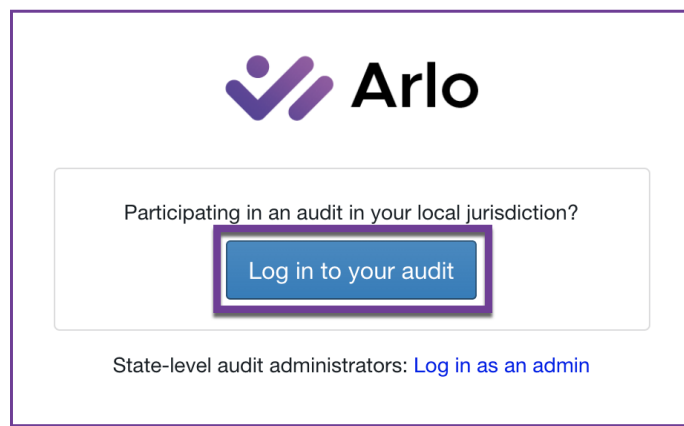 Arlo
Participating in an audit in your local jurisdiction?
Log in to your audit
State-level audit administrators: Log in as an admin